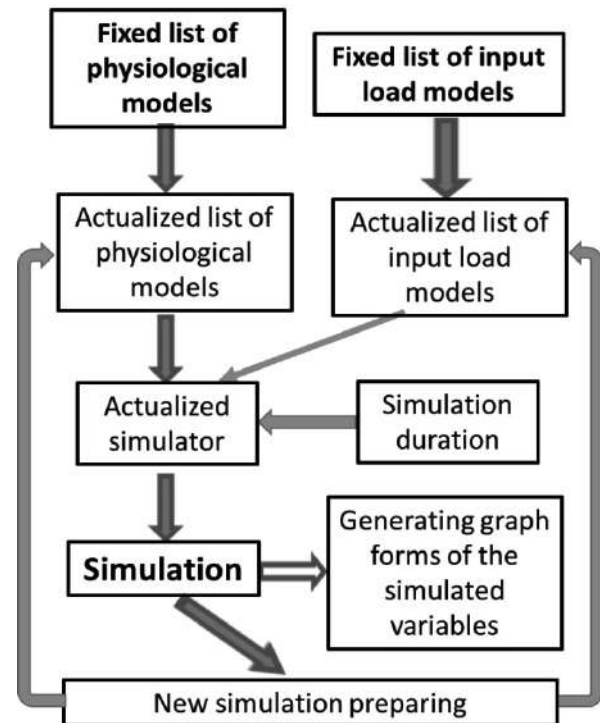 Fixed list of
physiological
models
Fixed list of input
load models
Actualized list of
physiological
models
Actualized list of
input load
models
Actualized
simulator
Simulation
duration
Simulation
Generating graph
forms of the
simulated
variables
New simulation preparing